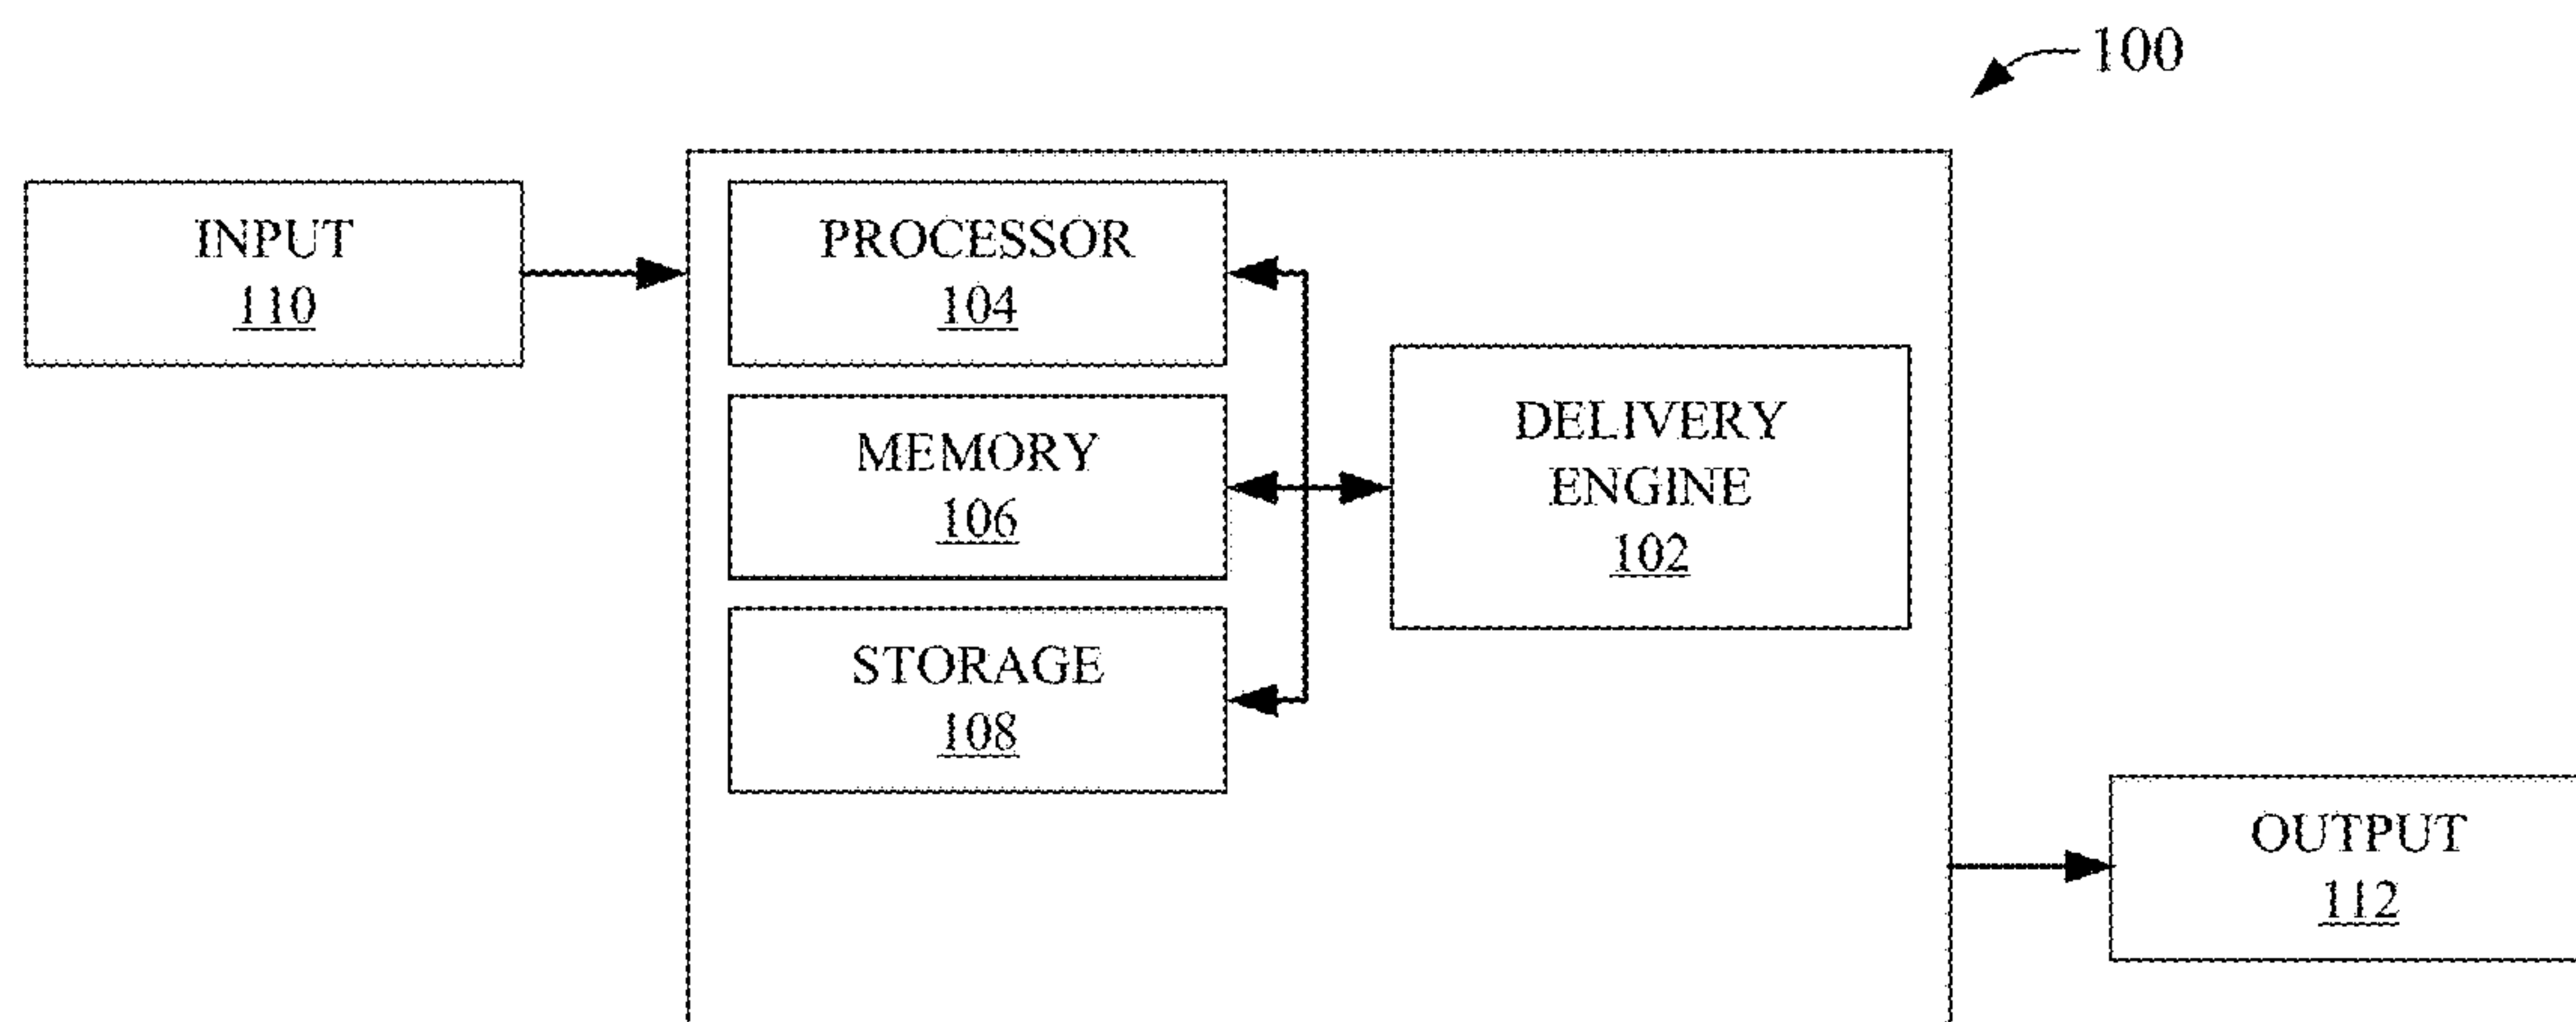 100
INPUT
110
PROCESSOR
104
MEMORY
106
STORAGE
108
DELIVERY
ENGINE
102
OUTPUT
112